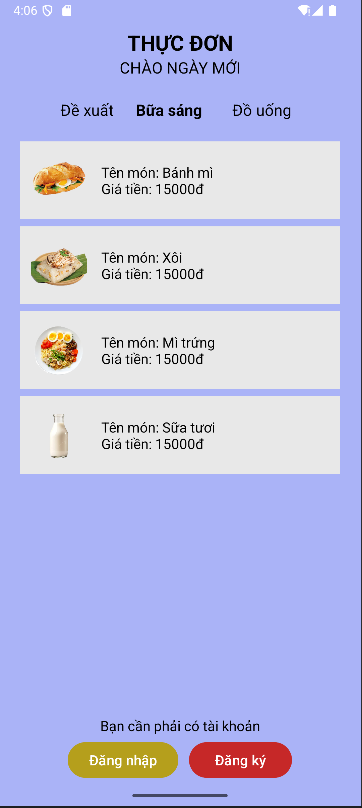 4:06
THỰC ĐƠN
CHÀO NGÀY MỚI
Đề xuất Bữa sáng Đồ uống
Tên món: Bánh mì
Giá tiền: 15000đ
Tên món: Xôi
Giá tiền: 15000đ
Tên món: Mì trứng
Giá tiền: 15000đ
Tên món: Sữa tươi
Giá tiền: 15000đ
Bạn cần phải có tài khoản
Đăng nhập Đăng ký